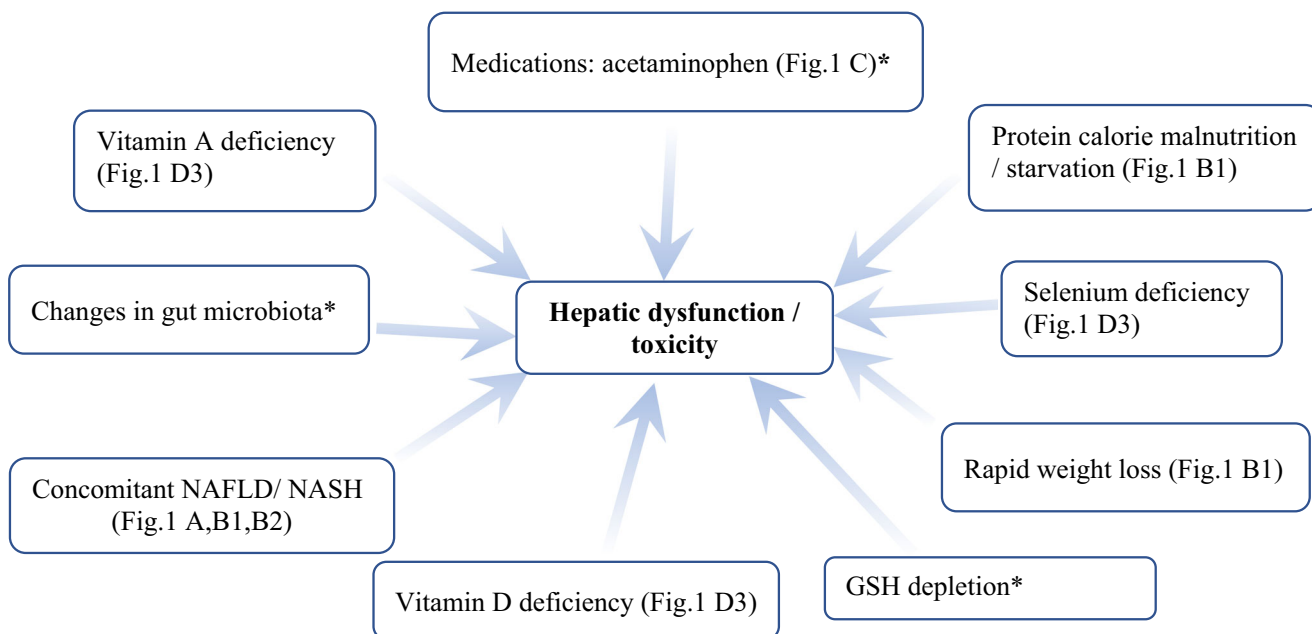 Medications: acetaminophen (Fig.1 C)*
Vitamin A deficiency
(Fig.1 D3)
Protein calorie malnutrition
/ starvation (Fig.1 B1)
Changes in gut microbiota*
Hepatic dysfunction /
toxicity
Selenium deficiency
(Fig.1 D3)
Concomitant NAFLD/ NASH
(Fig.1 A,B1,B2)
Rapid weight loss (Fig.1 B1)
Vitamin D deficiency (Fig.1 D3)
GSH depletion*